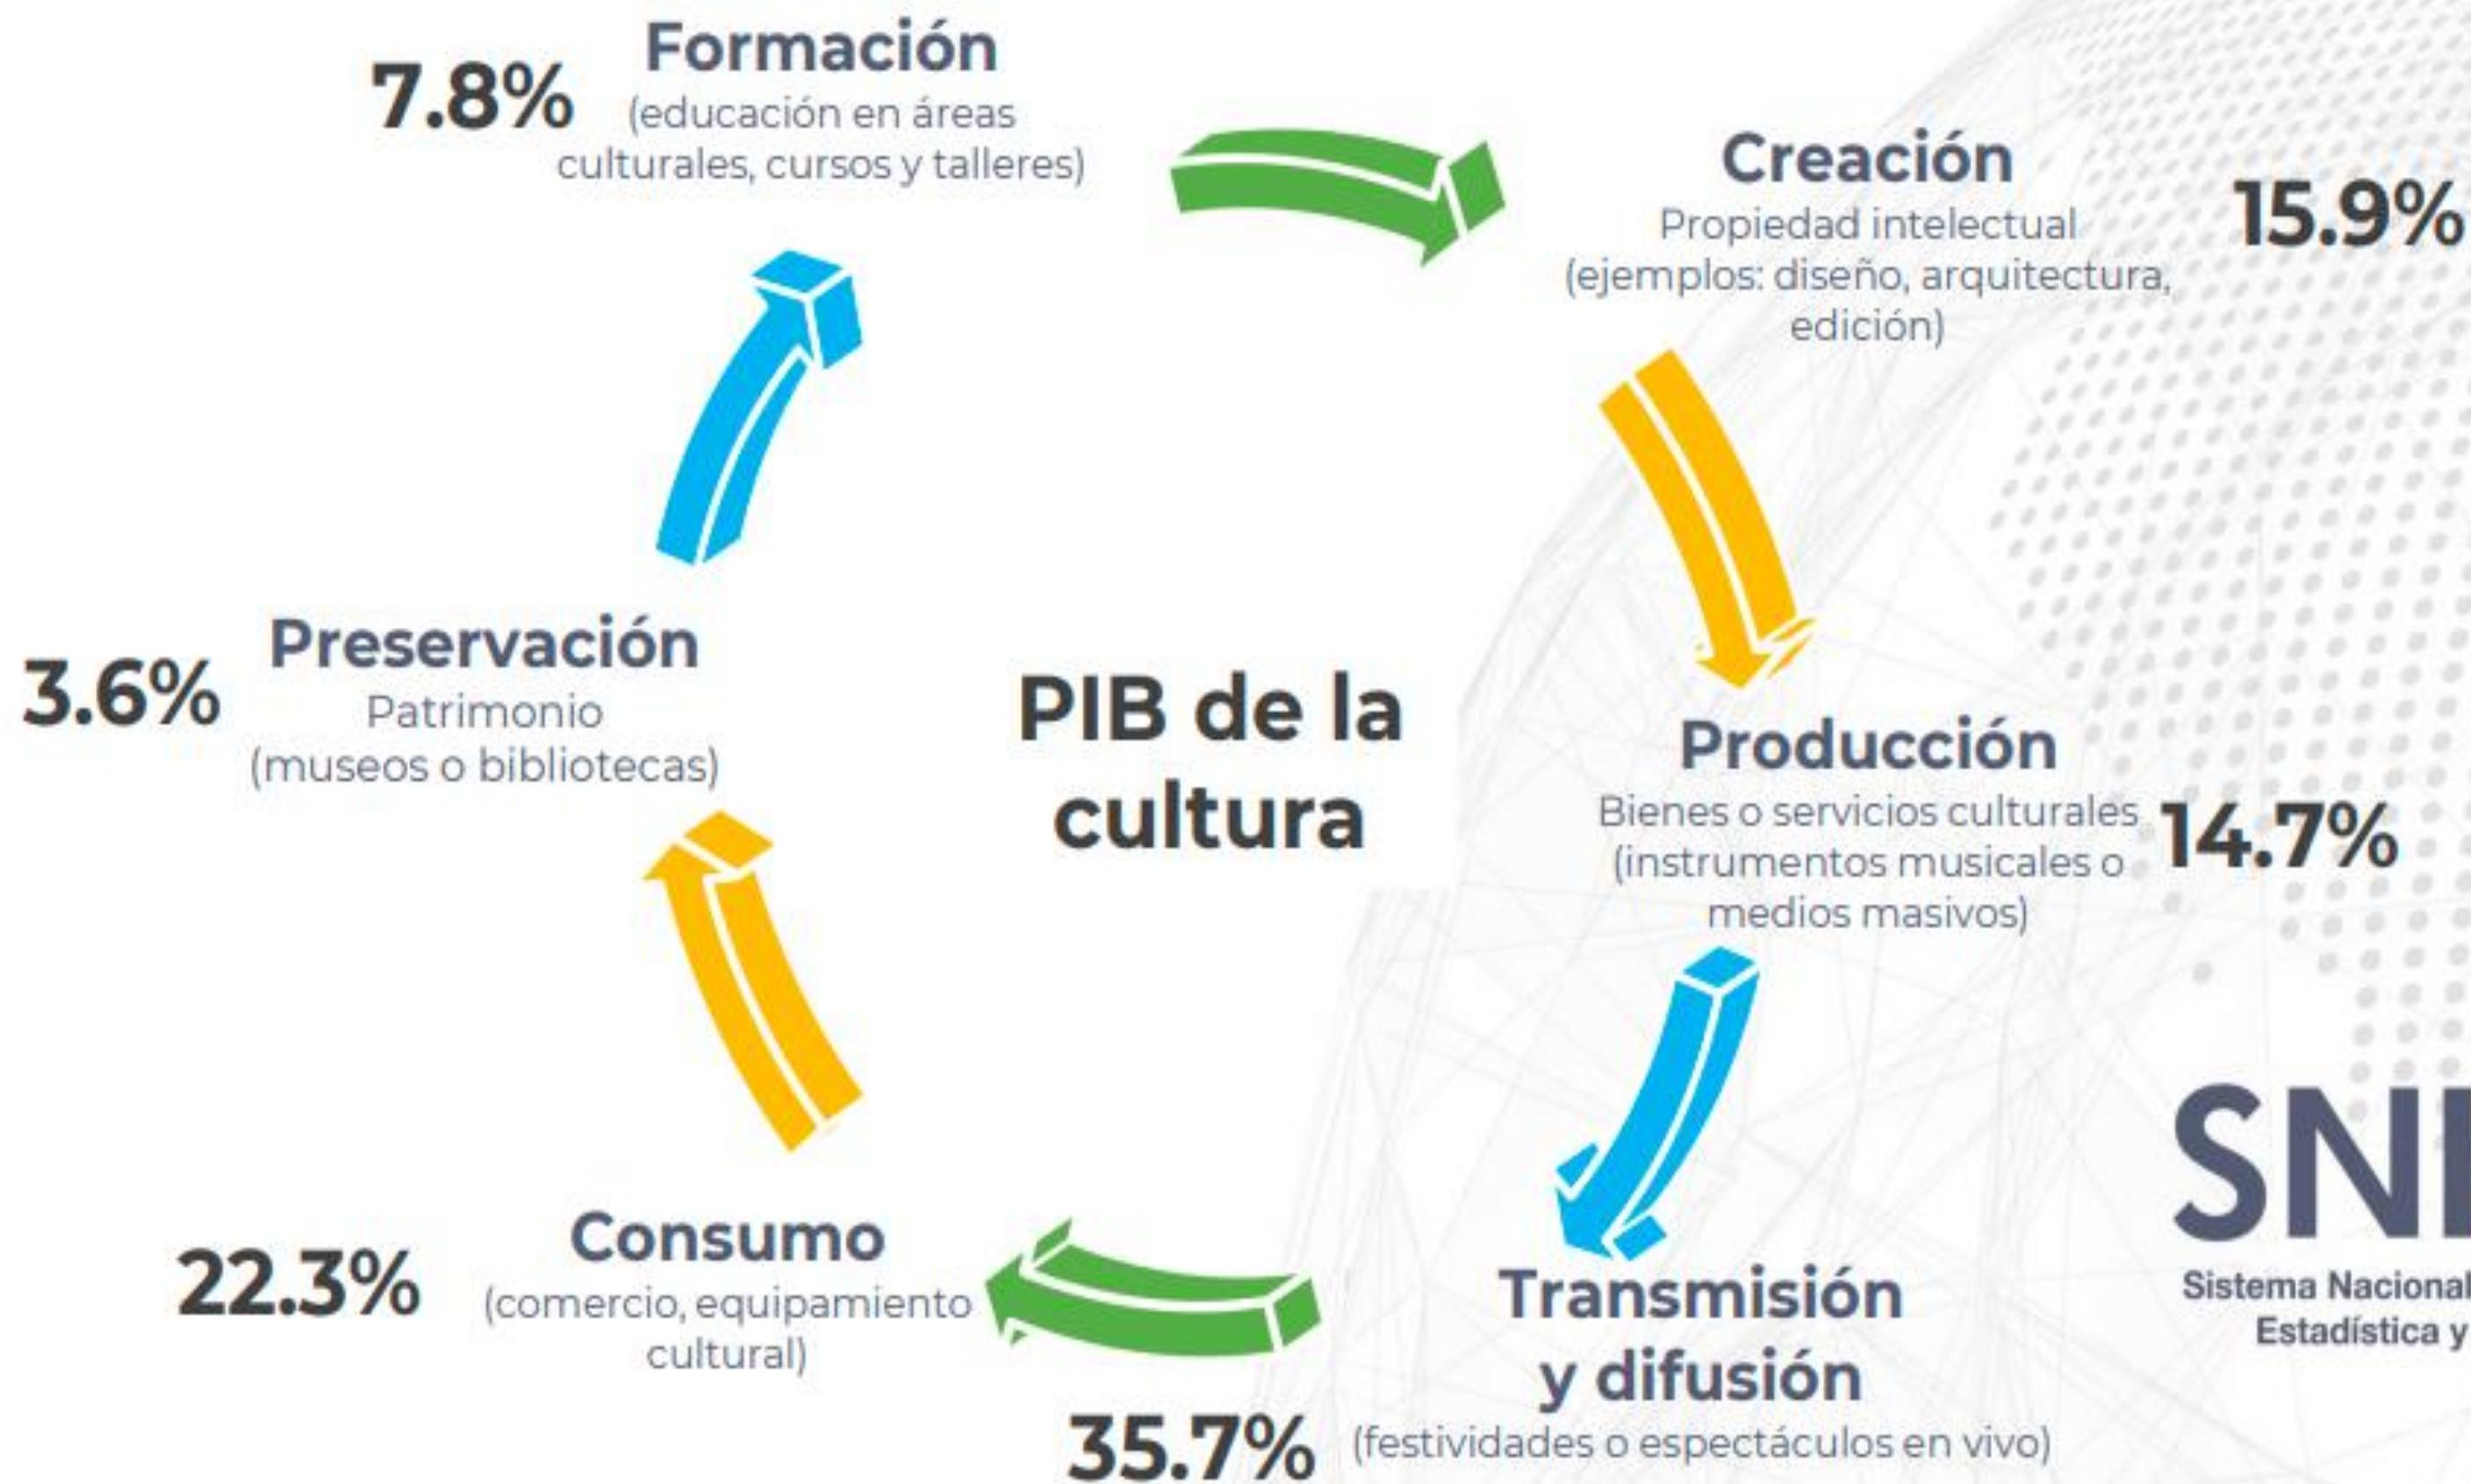 Formación
7.8%
(educación en áreas
culturales, cursos y talleres)
Creación
15.9%
Propiedad intelectual
(ejemplos: diseño, arquitectura,
edición)
Preservación
3.6%
Patrimonio
(museos o bibliotecas)
PIB de la
cultura
Producción
Bienes o servicios culturales
14.7%
(instrumentos musicales o
medios masivos)
Consumo
22.3%
(comercio, equipamiento
cultural)
Transmisión
y difusión
35.7%
(festividades o espectáculos en vivo)
Sistema Nacional
Estadística y